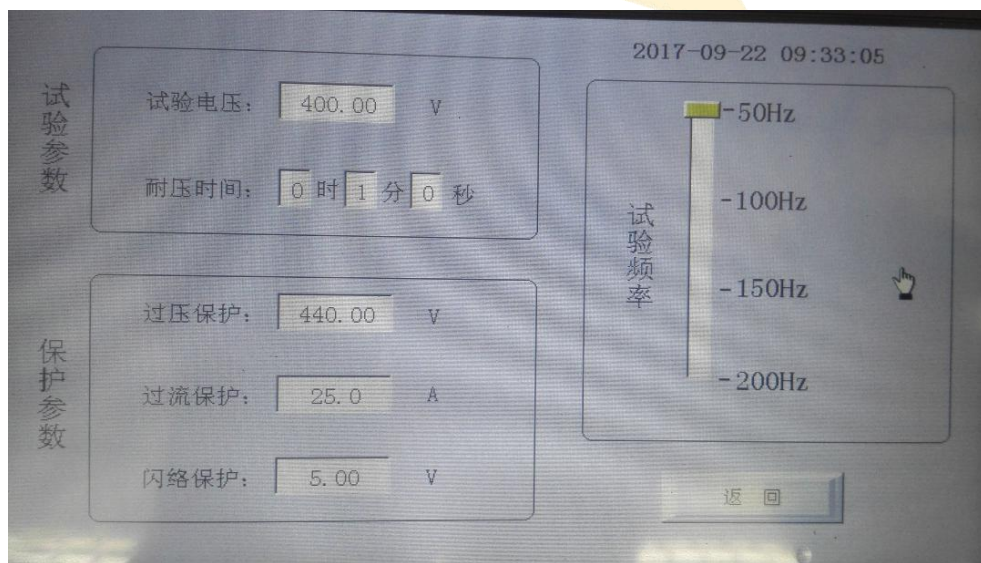 2017-09-22 09:33:05
试验参数
试验电压： 400.00 V
耐压时间： 0 时 1 分 0 秒
保护参数
过压保护： 440.00 V
过流保护： 25.0 A
闪络保护： 5.00 V
试验频率
-50Hz
-100Hz
-150Hz
-200Hz
返回